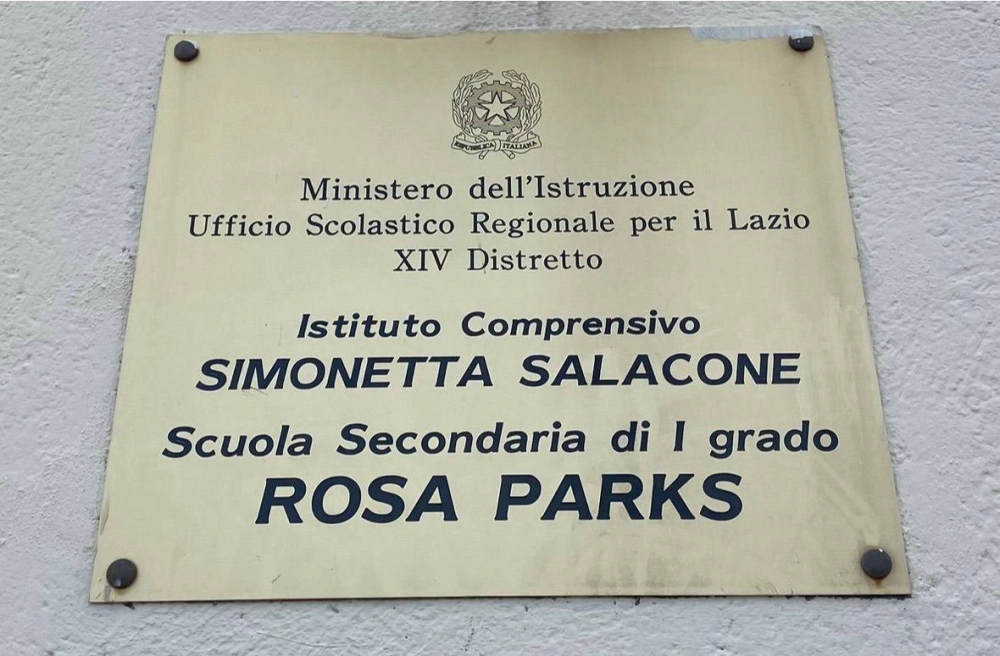 REPUBBLICA ITALIANA
Ministero dell'Istruzione
Ufficio Scolastico Regionale per il Lazio
XIV Distretto
Istituto Comprensivo
SIMONETTA SALACONE
Scuola Secondaria di I grado
ROSA PARKS